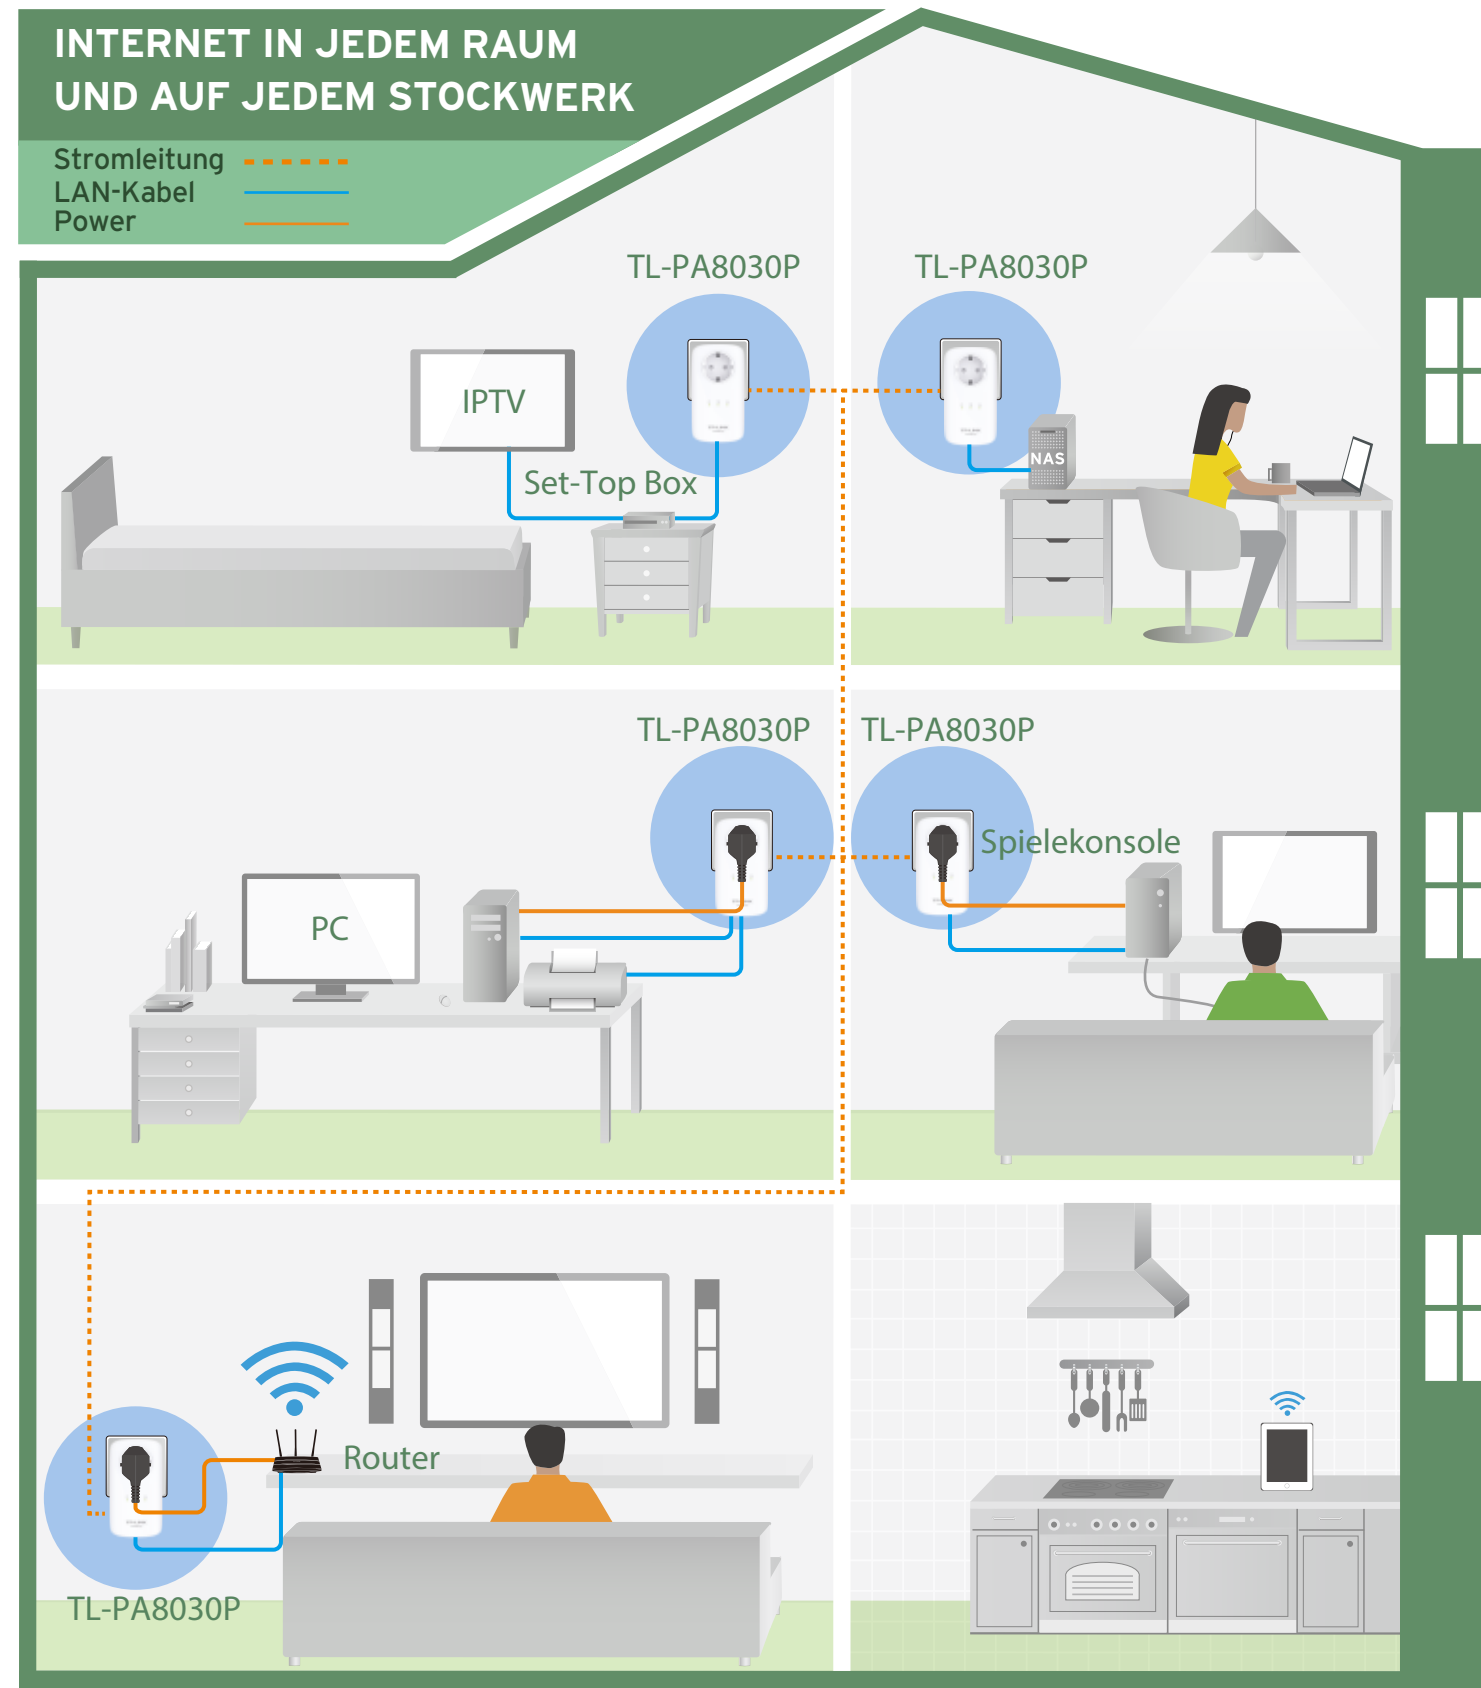 INTERNET IN JEDEM RAUM
UND AUF JEDEM STOCKWERK
Stromleitung
LAN-Kabel
Power
TL-PA8030P
TL-PA8030P
IPTV
Set-Top Box
NAS
TL-PA8030P
TL-PA8030P
Spielekonsole
PC
Router
TL-PA8030P